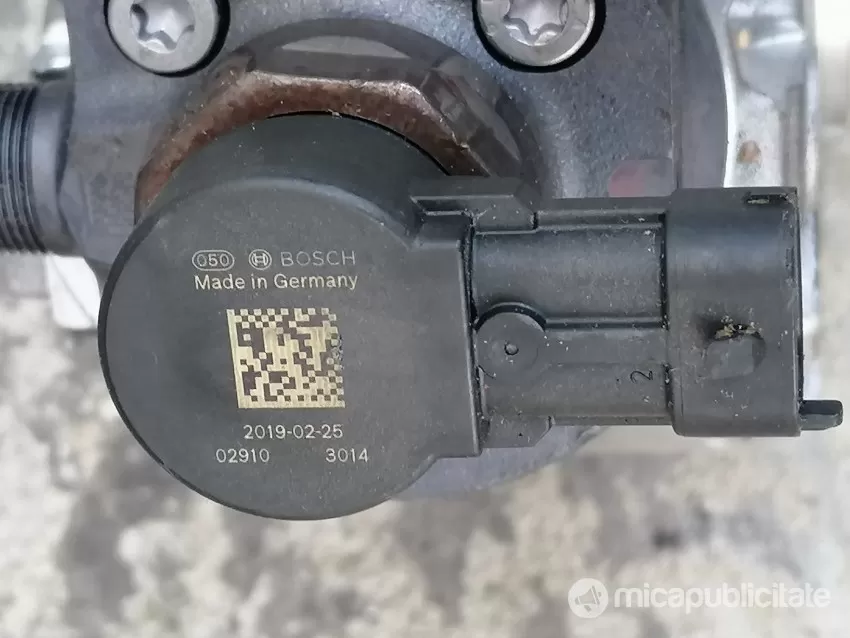 050 BOSCH
Made in Germany
2019-02-25
02910 3014
2
micapublicitate